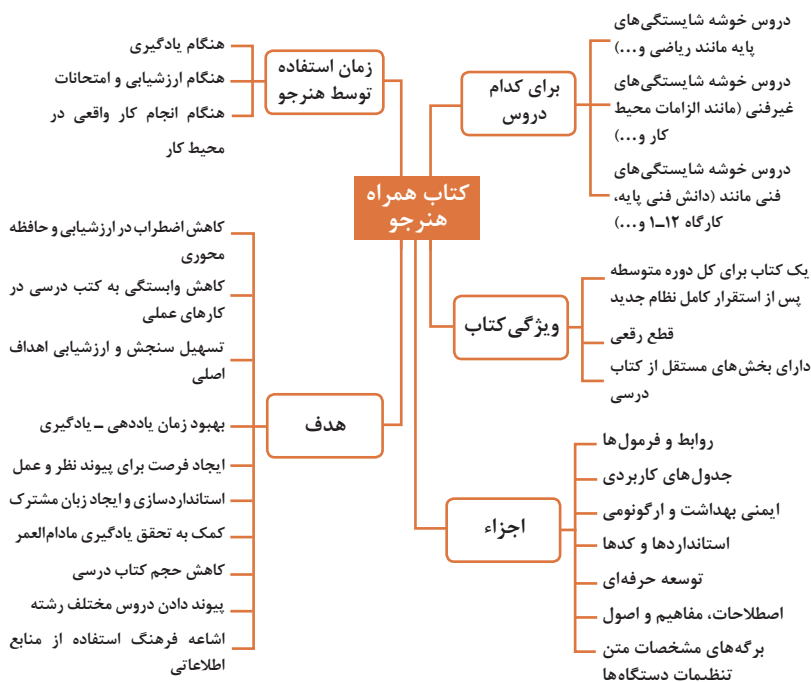 کتاب همراه
هنرجو
برای کدام
دروس
دروس خوشه شایستگی‌های
پایه مانند ریاضی و...)
دروس خوشه شایستگی‌های
غیرفنی (مانند الزامات محیط
کار و...)
دروس خوشه شایستگی‌های
فنی مانند (دانش فنی پایه،
کارگاه ۱۲ــ۱ و...)
ویژگی کتاب
یک کتاب برای کل دوره متوسطه
پس از استقرار کامل نظام جدید
قطع رقعی
دارای بخش‌های مستقل از کتاب
درسی
اجزاء
روابط و فرمول‌ها
جدول‌های کاربردی
ایمنی بهداشت و ارگونومی
استانداردها و کدها
توسعه حرفه‌ای
اصطلاحات، مفاهیم و اصول
برگه‌های مشخصات متن
تنظیمات دستگاه‌ها
زمان استفاده
توسط هنرجو
هنگام یادگیری
هنگام ارزشیابی و امتحانات
هنگام انجام کار واقعی در
محیط کار
هدف
کاهش اضطراب در ارزشیابی و حافظه
محوری
کاهش وابستگی به کتب درسی در
کارهای عملی
تسهیل سنجش و ارزشیابی اهداف
اصلی
بهبود زمان یاددهی ــ یادگیری
ایجاد فرصت برای پیوند نظر و عمل
استانداردسازی و ایجاد زبان مشترک
کمک به تحقق یادگیری مادام‌العمر
کاهش حجم کتاب درسی
پیوند دادن دروس مختلف رشته
اشاعه فرهنگ استفاده از منابع
اطلاعاتی